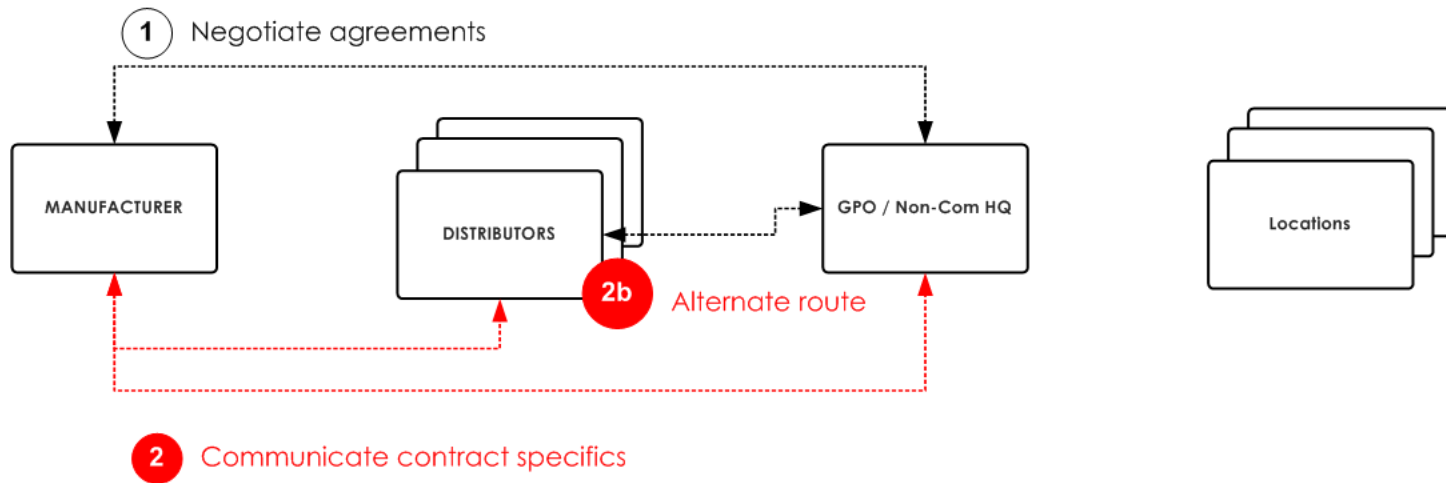 1 Negotiate agreements
MANUFACTURER
DISTRIBUTORS
GPO / Non-Com HQ
Locations
2b Alternate route
2 Communicate contract specifics